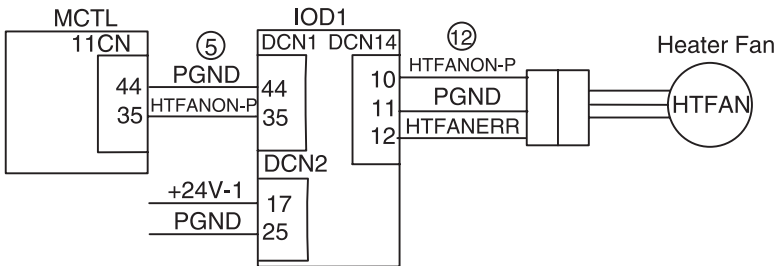 MCTL
IOD1
11CN
5
DCN1
DCN14
12
Heater Fan
44
PGND
44
10
HTFANON-P
35
HTFANON-P
35
11
PGND
HTFAN
12
HTFANERR
DCN2
+24V-1
17
PGND
25